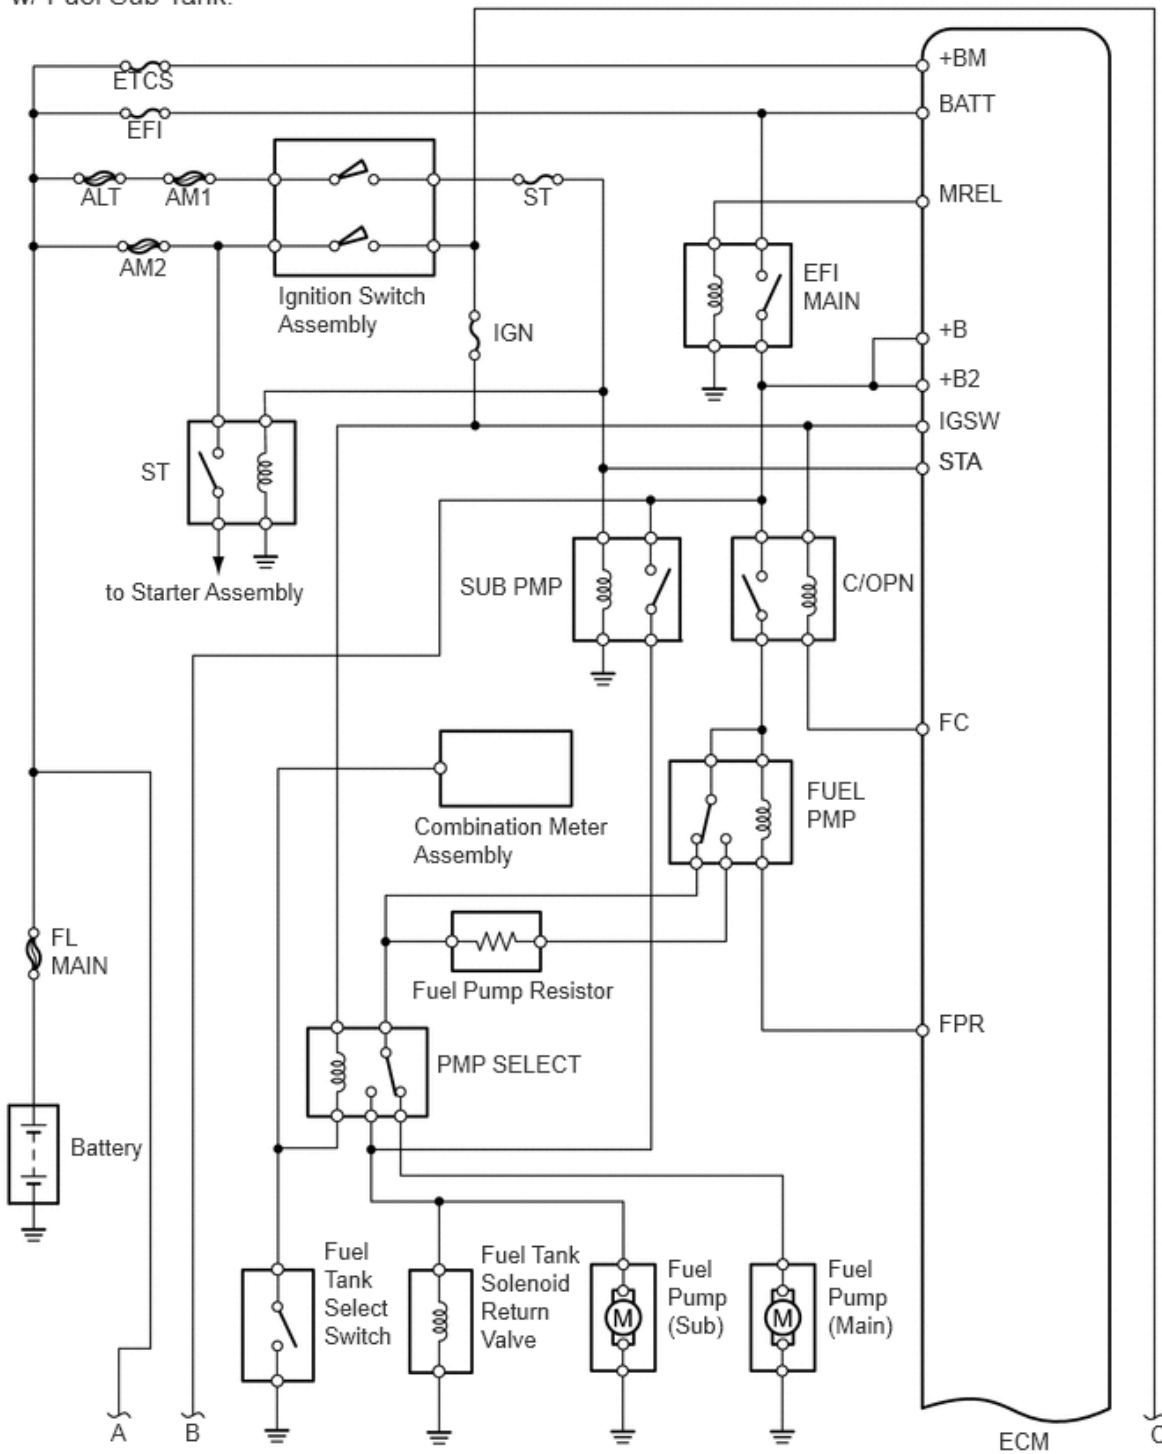 w/ Fuel Sub Tank:
+BM
ETCS
BATT
EFI
ALT
AM1
ST
MREL
AM2
EFI
MAIN
Ignition Switch
Assembly
IGN
+B
+B2
IGSW
STA
ST
to Starter Assembly
SUB PMP
C/OPN
FC
FUEL
PMP
Combination Meter
Assembly
FL
MAIN
Fuel Pump Resistor
FPR
PMP SELECT
Battery
Fuel
Tank
Select
Switch
Fuel Tank
Solenoid
Return
Valve
M
Fuel
Pump
(Sub)
M
Fuel
Pump
(Main)
A
B
ECM
C